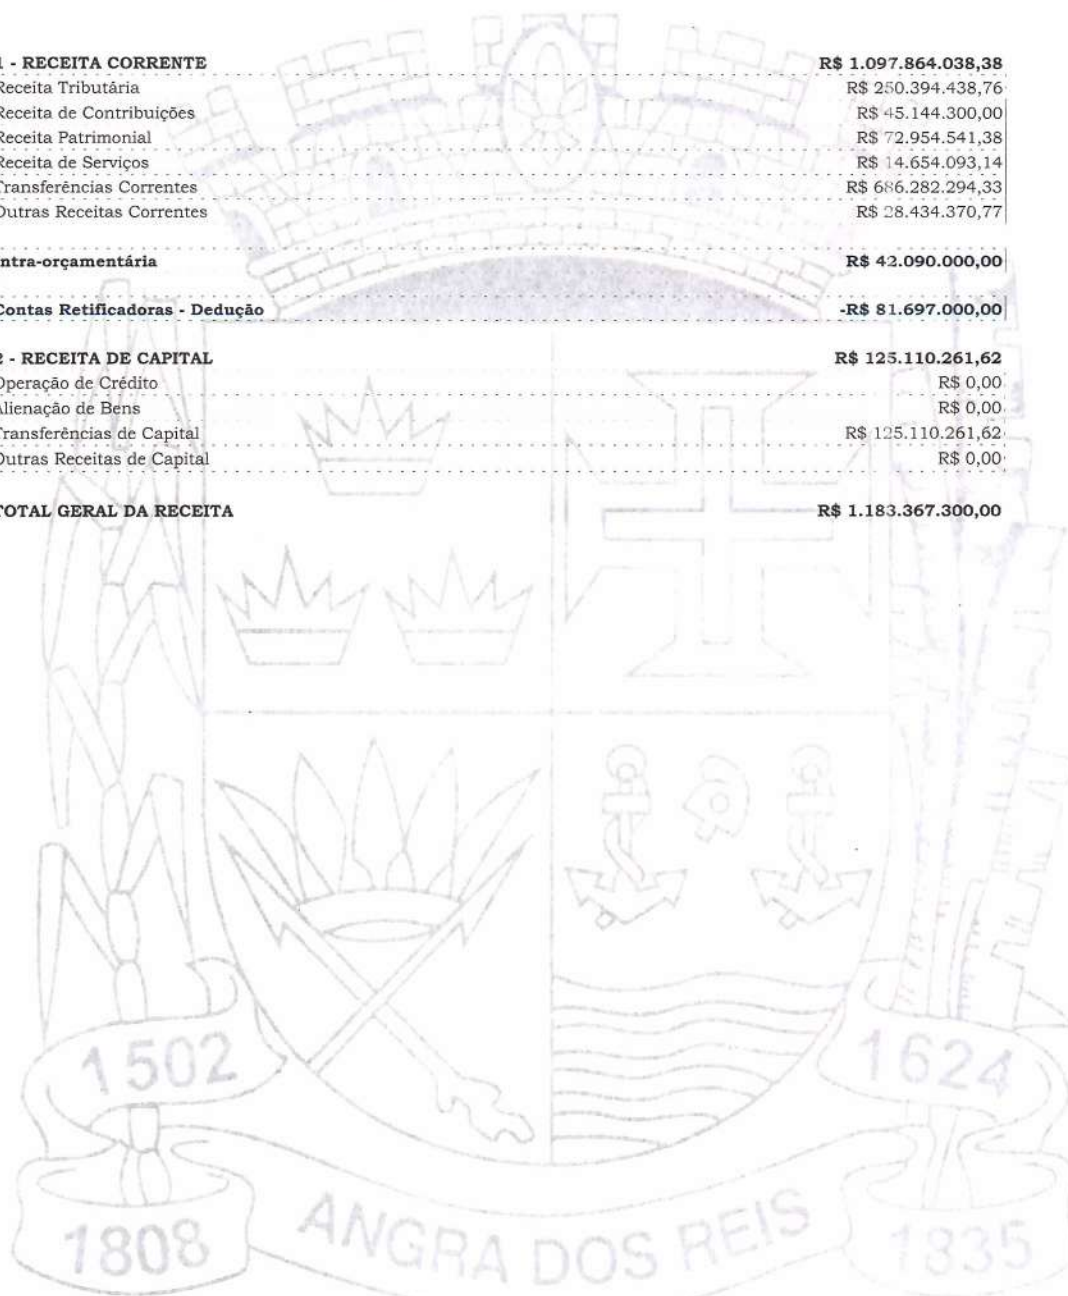 1 - RECEITA CORRENTE R$ 1.097.864.038,38
Receita Tributária R$ 250.394.438,76
Receita de Contribuições R$ 45.144.300,00
Receita Patrimonial R$ 72.954.541,38
Receita de Serviços R$ 14.654.093,14
Transferências Correntes R$ 686.282.294,33
Outras Receitas Correntes R$ 28.434.370,77
Intra-orçamentária R$ 42.090.000,00
Contas Retificadoras - Dedução -R$ 81.697.000,00
2 - RECEITA DE CAPITAL R$ 125.110.261,62
Operação de Crédito R$ 0,00
Alienação de Bens R$ 0,00
Transferências de Capital R$ 125.110.261,62
Outras Receitas de Capital R$ 0,00
TOTAL GERAL DA RECEITA R$ 1.183.367.300,00
1502
1624
1808
ANGRA DOS REIS
1835